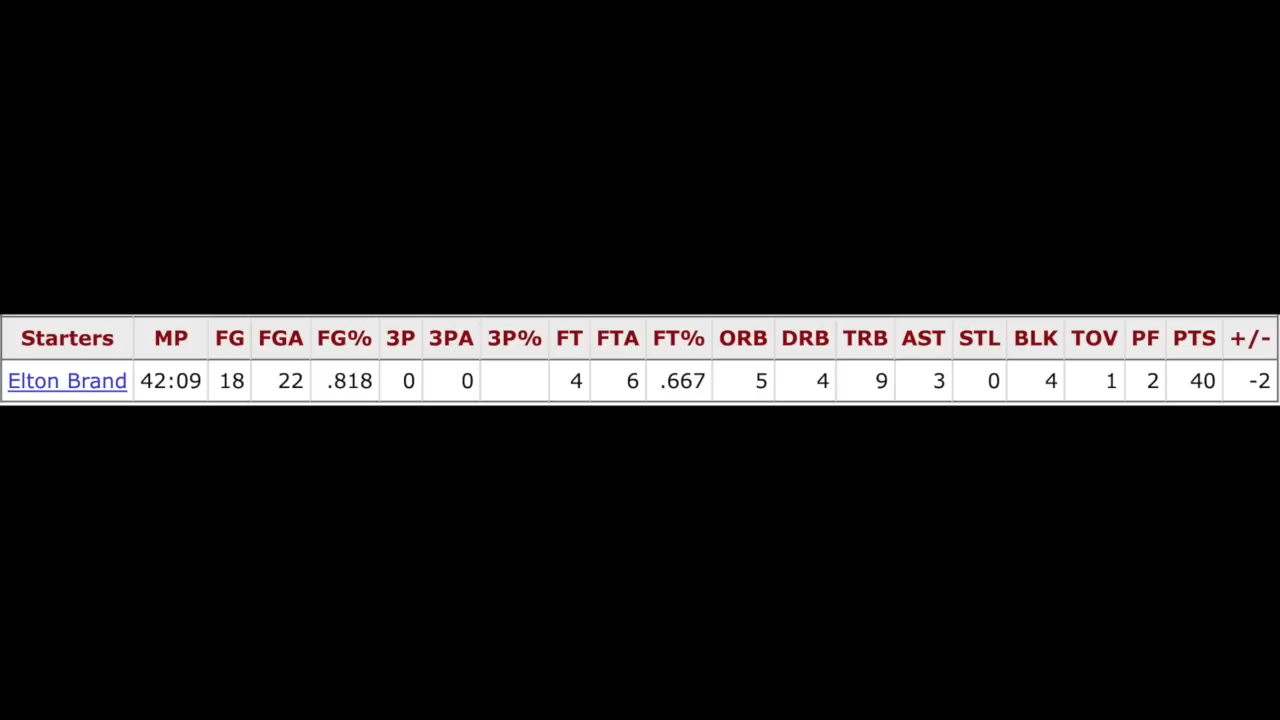 Starters MP FG FGA FG% 3P 3PA 3P% FT FTA FT% ORB DRB TRB AST STL BLK TOV PF PTS +/-
Elton Brand 42:09 18 22 .818 0 0 4 6 .667 5 4 9 3 0 4 1 2 40 -2